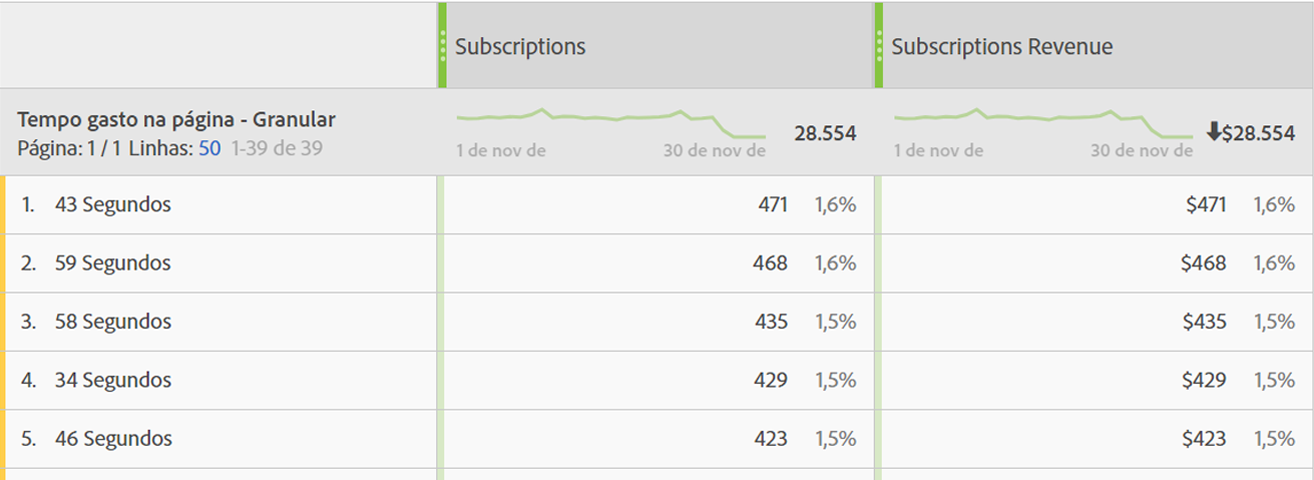 Subscriptions Subscriptions Revenue
Tempo gasto na página - Granular
Página: 1 / 1 Linhas: 50 1-39 de 39
1 de nov de 30 de nov de 28.554
1 de nov de 30 de nov de $28.554
1. 43 Segundos 471 1,6% $471 1,6%
2. 59 Segundos 468 1,6% $468 1,6%
3. 58 Segundos 435 1,5% $435 1,5%
4. 34 Segundos 429 1,5% $429 1,5%
5. 46 Segundos 423 1,5% $423 1,5%